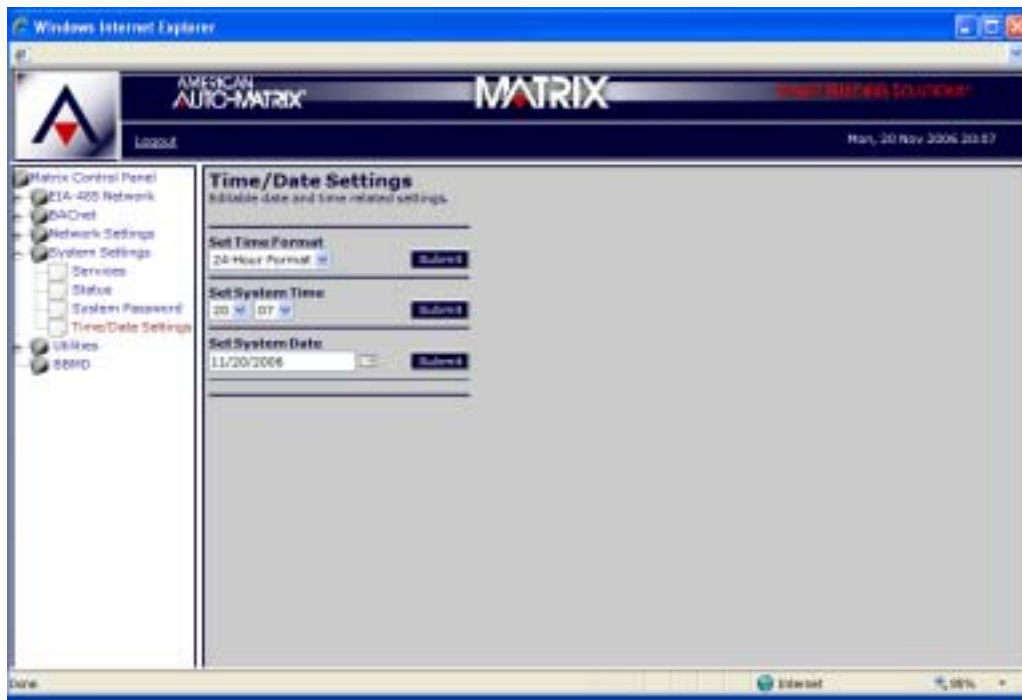 Windows Internet Explorer
AMERICAN
AUTO-MATRIX
MATRIX
Logout
Mon, 20 Nov 2006 20:07
Matrix Control Panel
EIA-485 Network
BACnet
Network Settings
System Settings
Services
Status
System Password
Time/Date Settings
Utilities
BBMD
Time/Date Settings
Editable date and time related settings.
Set Time Format
24-Hour Format
Submit
Set System Time
20
07
Submit
Set System Date
11/20/2006
Submit
Done
Internet